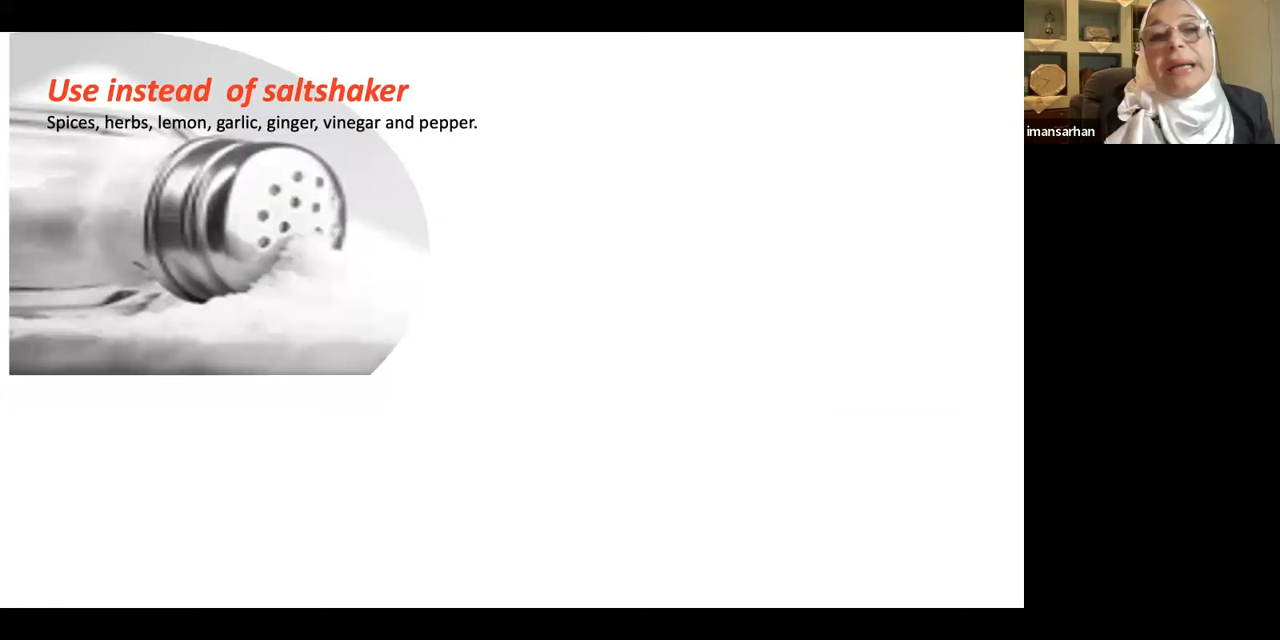 Use instead  of saltshaker
Spices, herbs, lemon, garlic, ginger, vinegar and pepper.
imansarhan